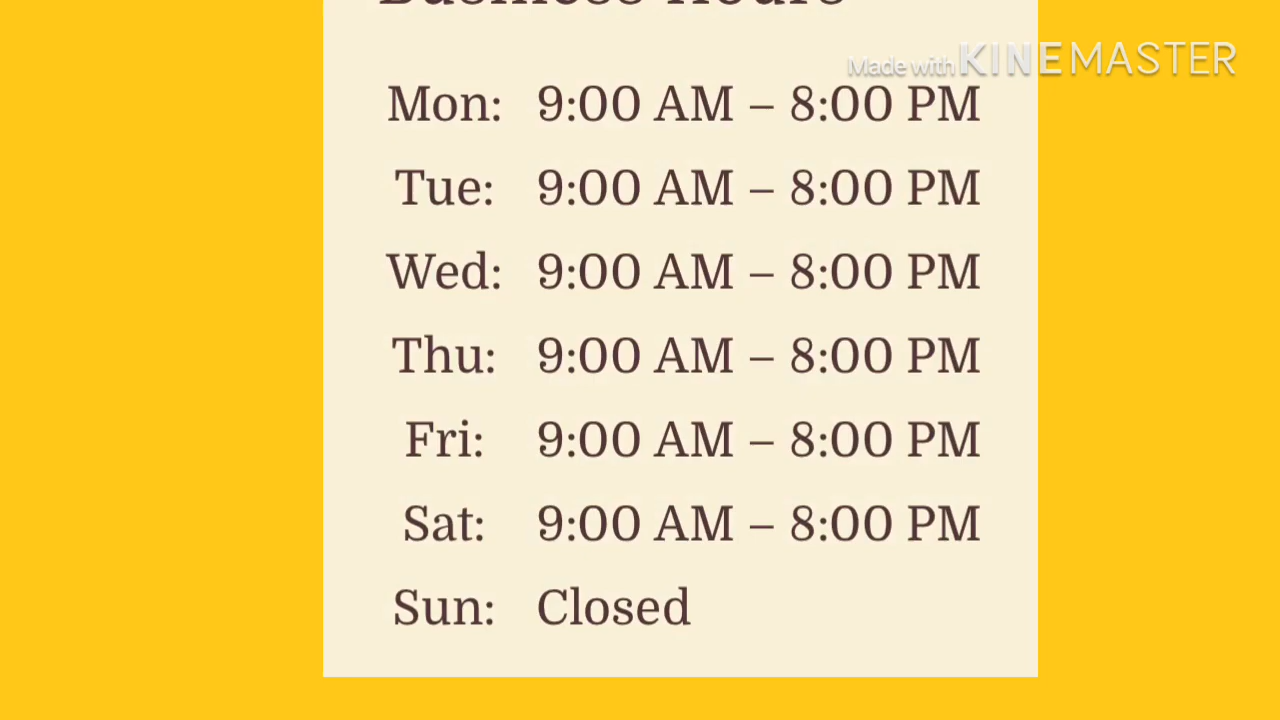 Business Hours
Made with KINEMASTER
Mon: 9:00 AM – 8:00 PM
Tue: 9:00 AM – 8:00 PM
Wed: 9:00 AM – 8:00 PM
Thu: 9:00 AM – 8:00 PM
Fri: 9:00 AM – 8:00 PM
Sat: 9:00 AM – 8:00 PM
Sun: Closed